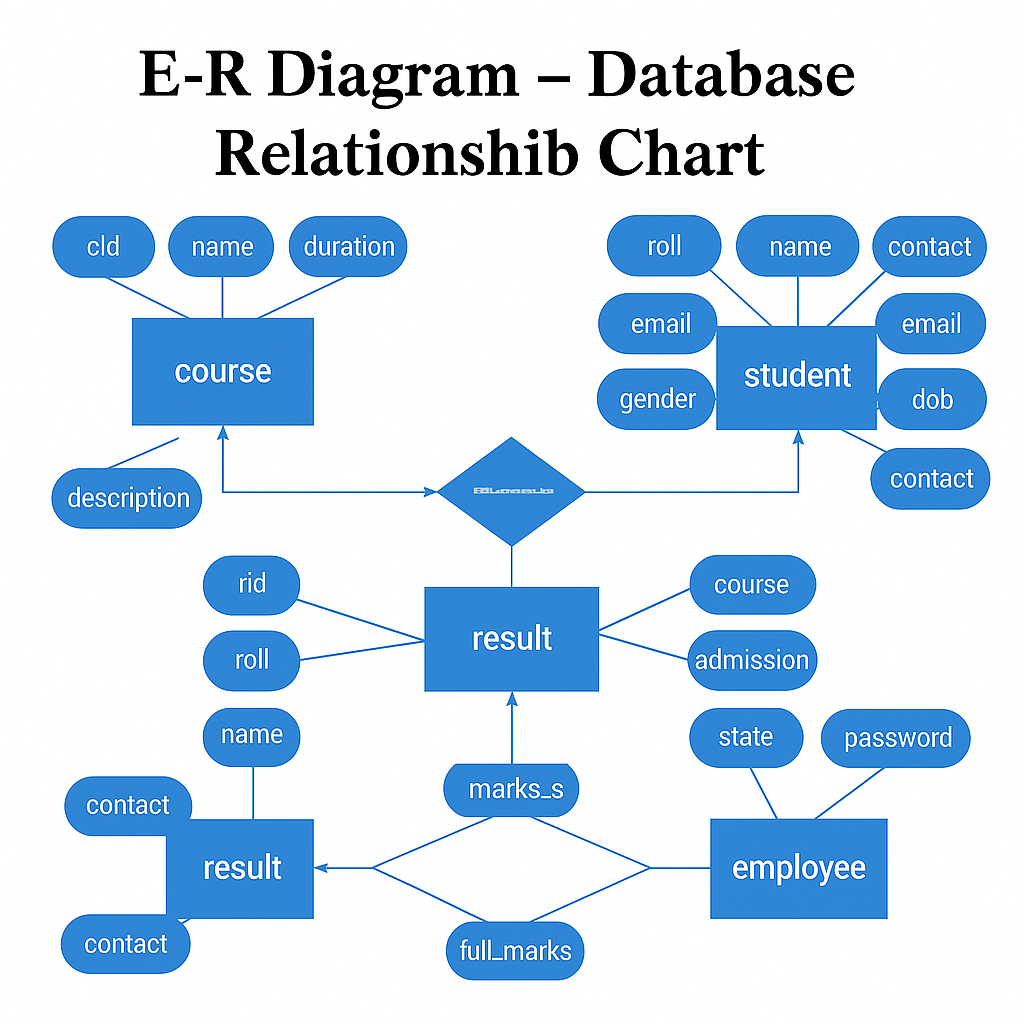 E-R Diagram – Database
Relationshib Chart
cld
name
duration
roll
name
contact
email
email
course
student
gender
dob
description
contact
rid
course
result
roll
admission
name
state
password
contact
marks_s
result
employee
contact
full_marks